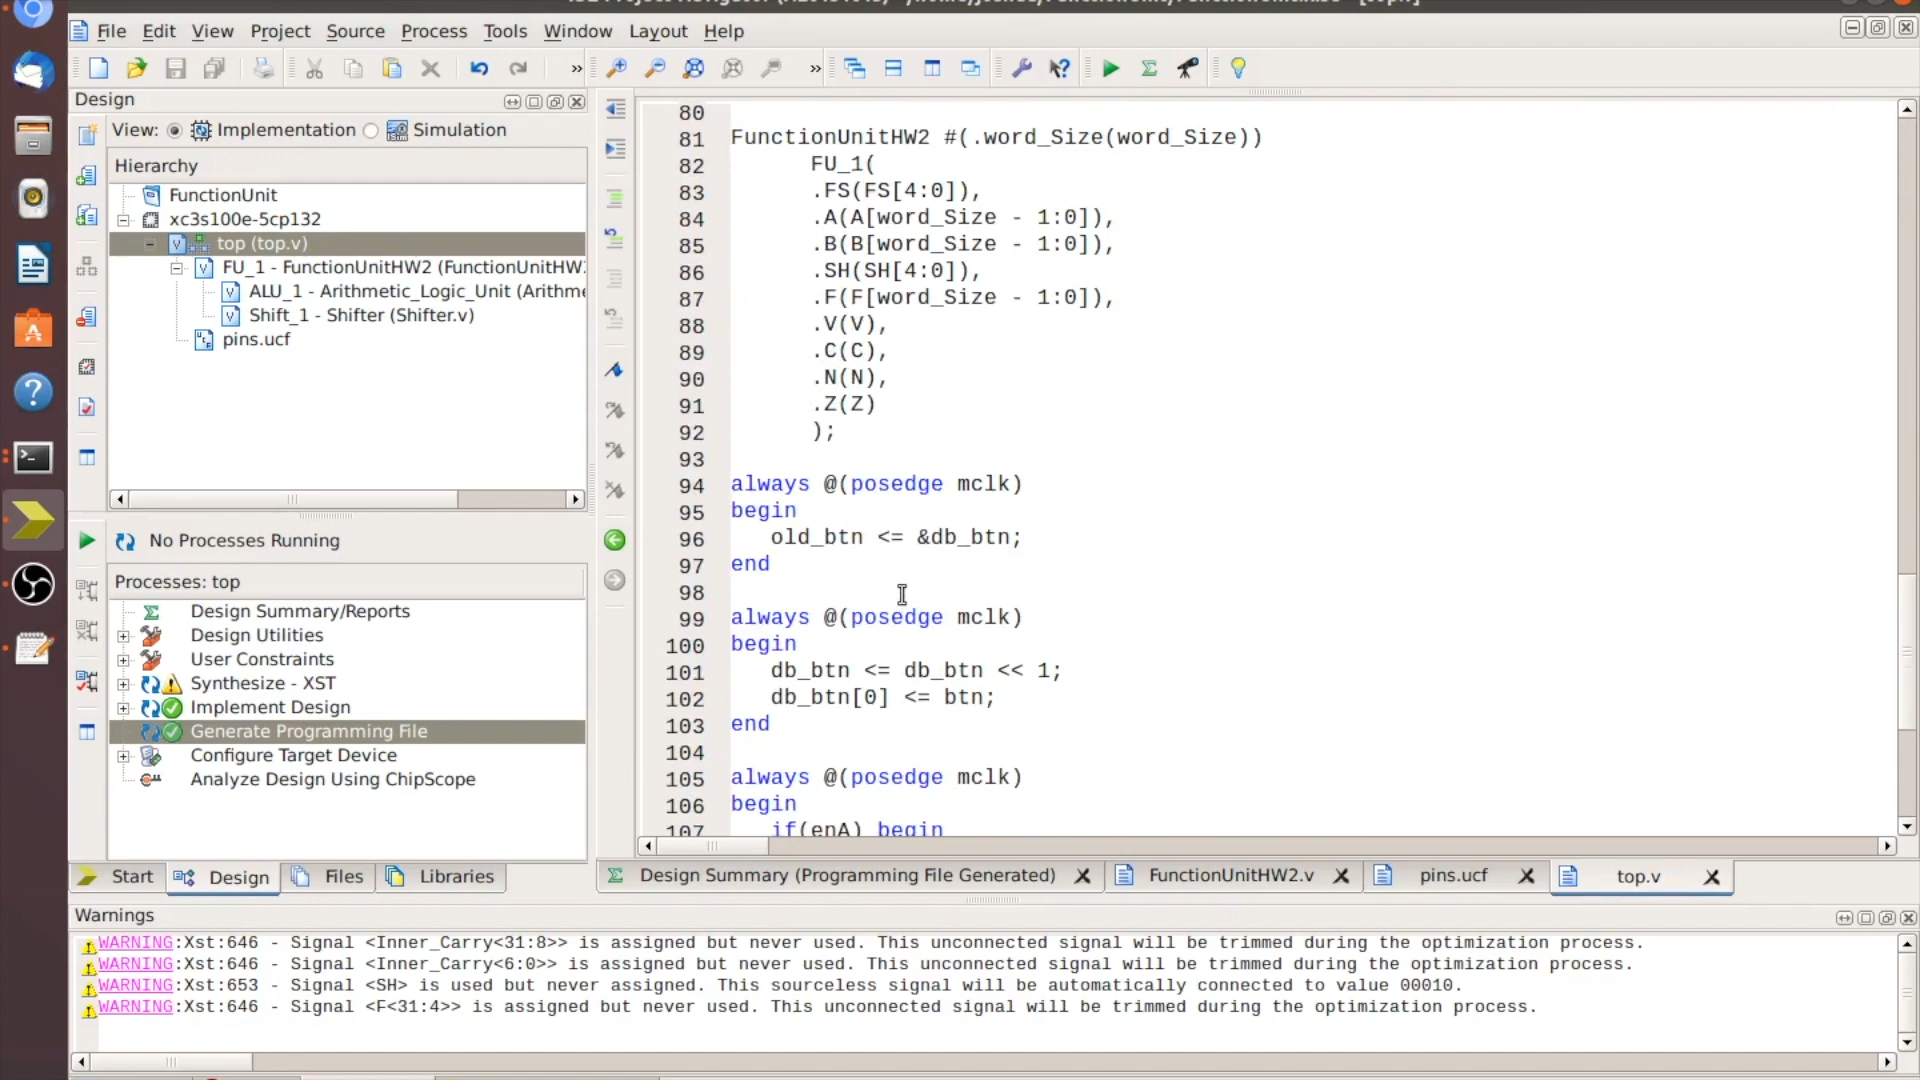 File Edit View Project Source Process Tools Window Layout Help
Design
View: Implementation Simulation
Hierarchy
FunctionUnit
xc3s100e-5cp132
top (top.v)
FU_1 - FunctionUnitHW2 (FunctionUnitHW
ALU_1 - Arithmetic_Logic_Unit (Arithme
Shift_1 - Shifter (Shifter.v)
pins.ucf
No Processes Running
Processes: top
Design Summary/Reports
Design Utilities
User Constraints
Synthesize - XST
Implement Design
Generate Programming File
Configure Target Device
Analyze Design Using ChipScope
Start Design Files Libraries
80
81 FunctionUnitHW2 #(.word_Size(word_Size))
82 FU_1(
83 .FS(FS[4:0]),
84 .A(A[word_Size - 1:0]),
85 .B(B[word_Size - 1:0]),
86 .SH(SH[4:0]),
87 .F(F[word_Size - 1:0]),
88 .V(V),
89 .C(C),
90 .N(N),
91 .Z(Z)
92 );
93
94 always @(posedge mclk)
95 begin
96 old_btn <= &db_btn;
97 end
98
99 always @(posedge mclk)
100 begin
101 db_btn <= db_btn << 1;
102 db_btn[0] <= btn;
103 end
104
105 always @(posedge mclk)
106 begin
107 if(enA) begin
Design Summary (Programming File Generated) FunctionUnitHW2.v pins.ucf top.v
Warnings
WARNING:Xst:646 - Signal <Inner_Carry<31:8>> is assigned but never used. This unconnected signal will be trimmed during the optimization process.
WARNING:Xst:646 - Signal <Inner_Carry<6:0>> is assigned but never used. This unconnected signal will be trimmed during the optimization process.
WARNING:Xst:653 - Signal <SH> is used but never assigned. This sourceless signal will be automatically connected to value 00010.
WARNING:Xst:646 - Signal <F<31:4>> is assigned but never used. This unconnected signal will be trimmed during the optimization process.